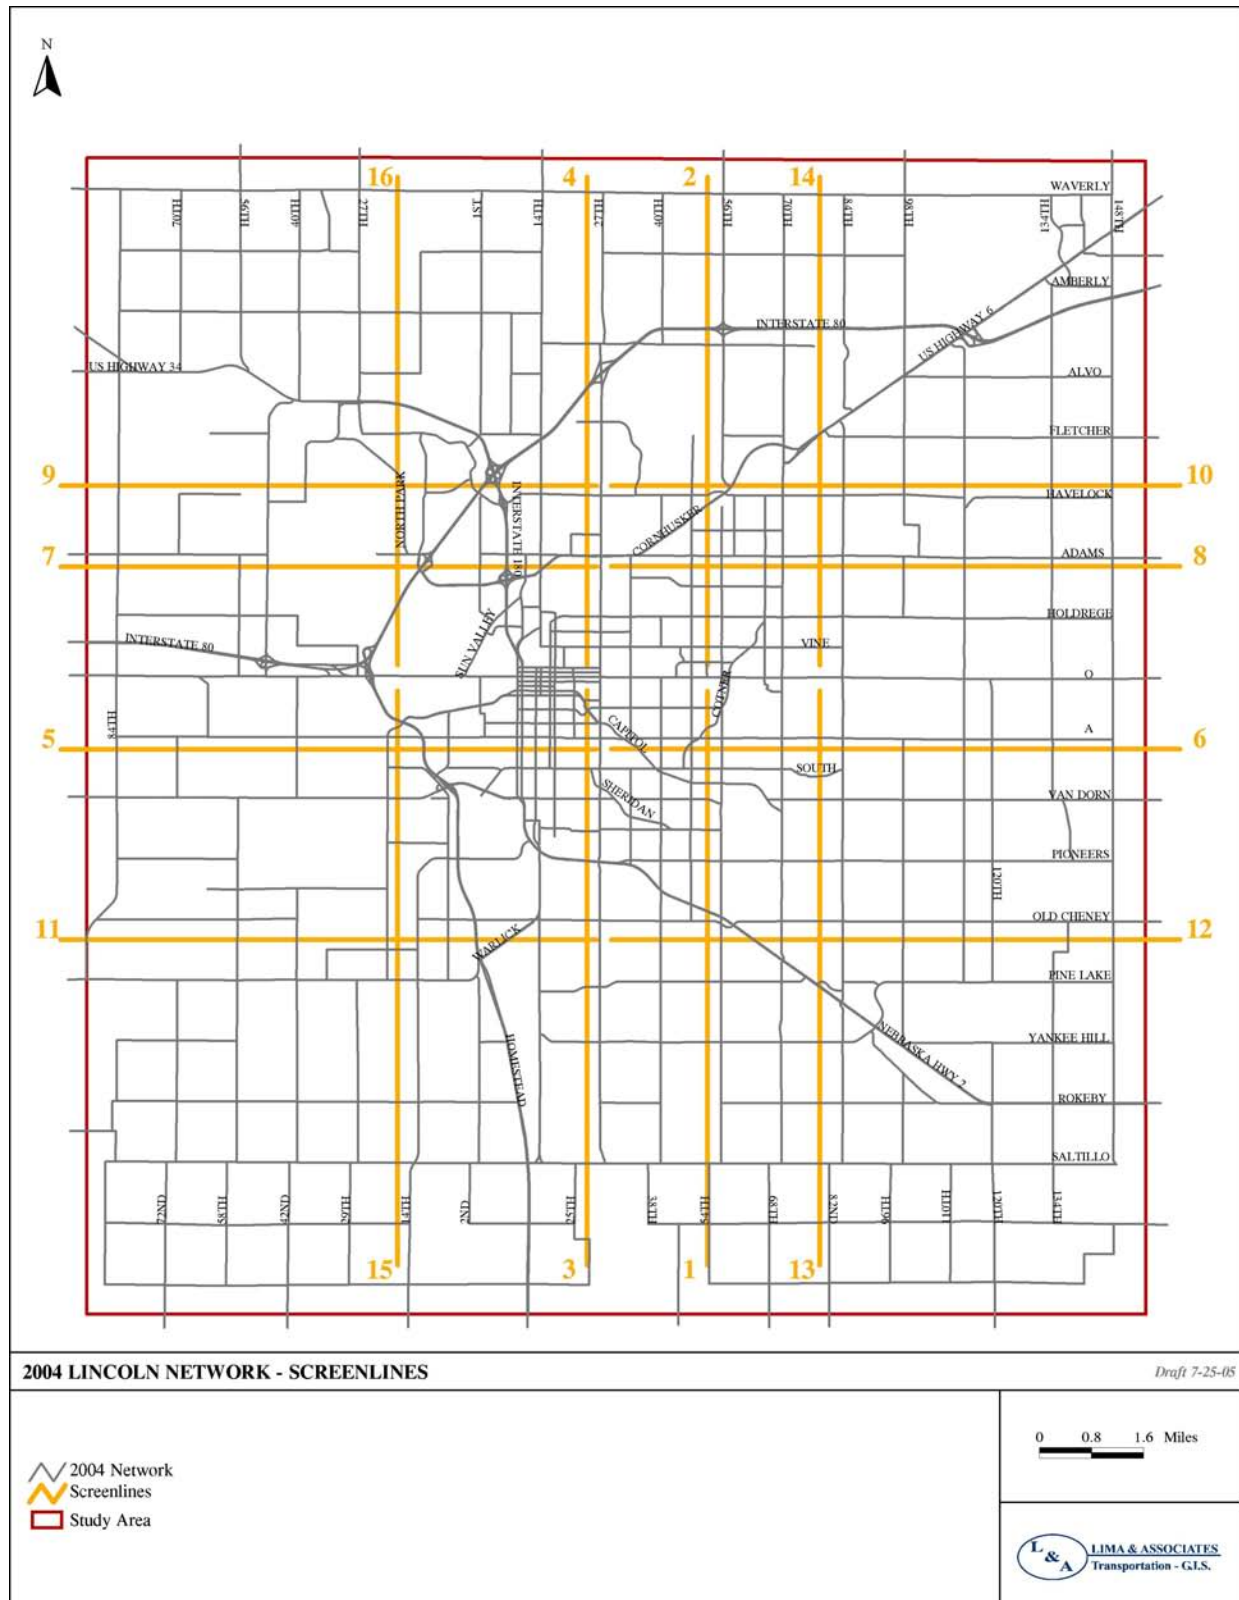 N
16
4
2
14
WAVERLY
70TH
56TH
40TH
27TH
1ST
14TH
27TH
40TH
56TH
70TH
84TH
98TH
134TH
148TH
AMBERLY
INTERSTATE 80
US HIGHWAY 6
US HIGHWAY 34
ALVO
FLETCHER
9
10
NORTH PARK
INTERSTATE 180
HAVELOCK
CORNHUSKER
7
ADAMS
8
HOLDREGE
SUN VALLEY
INTERSTATE 80
VINE
O
COTNER
84TH
CAPITOL
A
5
6
SOUTH
SHERIDAN
VAN DORN
PIONEERS
120TH
OLD CHENEY
11
12
WARLICK
PINE LAKE
HOMESTEAD
NEBRASKA HWY 2
YANKEE HILL
ROKEBY
SALTILLO
72ND
58TH
42ND
29TH
14TH
2ND
25TH
38TH
54TH
68TH
82ND
96TH
110TH
120TH
134TH
15
3
1
13
2004 LINCOLN NETWORK - SCREENLINES
Draft 7-25-05
0 0.8 1.6 Miles
2004 Network
Screenlines
Study Area
L & A
LIMA & ASSOCIATES
Transportation - G.I.S.